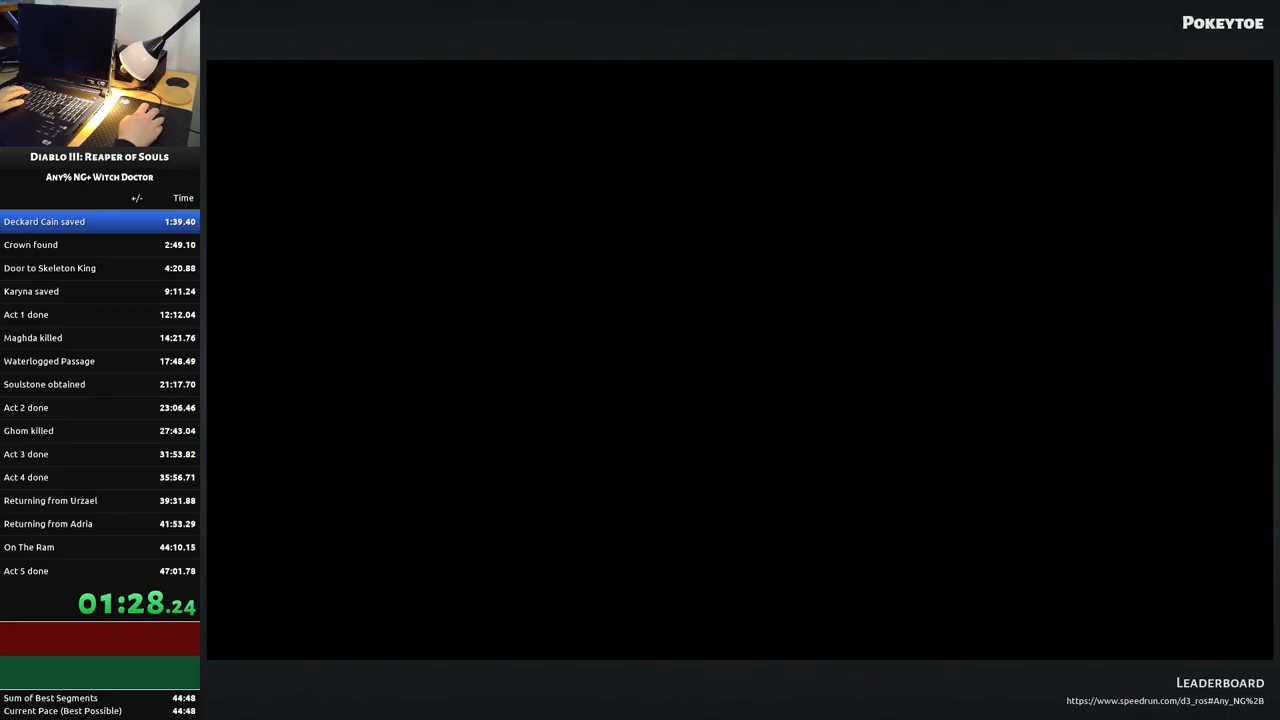 Pokeytoe
Diablo III: Reaper of Souls
Any% NG+ Witch Doctor
+/- Time
Deckard Cain saved 1:39.40
Crown found 2:49.10
Door to Skeleton King 4:20.88
Karyna saved 9:11.24
Act 1 done 12:12.04
Maghda killed 14:21.76
Waterlogged Passage 17:48.49
Soulstone obtained 21:17.70
Act 2 done 23:06.46
Ghom killed 27:43.04
Act 3 done 31:53.82
Act 4 done 35:56.71
Returning from Urzael 39:31.88
Returning from Adria 41:53.29
On The Ram 44:10.15
Act 5 done 47:01.78
01:28.24
Sum of Best Segments 44:48
Current Pace (Best Possible) 44:48
Leaderboard
https://www.speedrun.com/d3_ros#Any_NG%2B